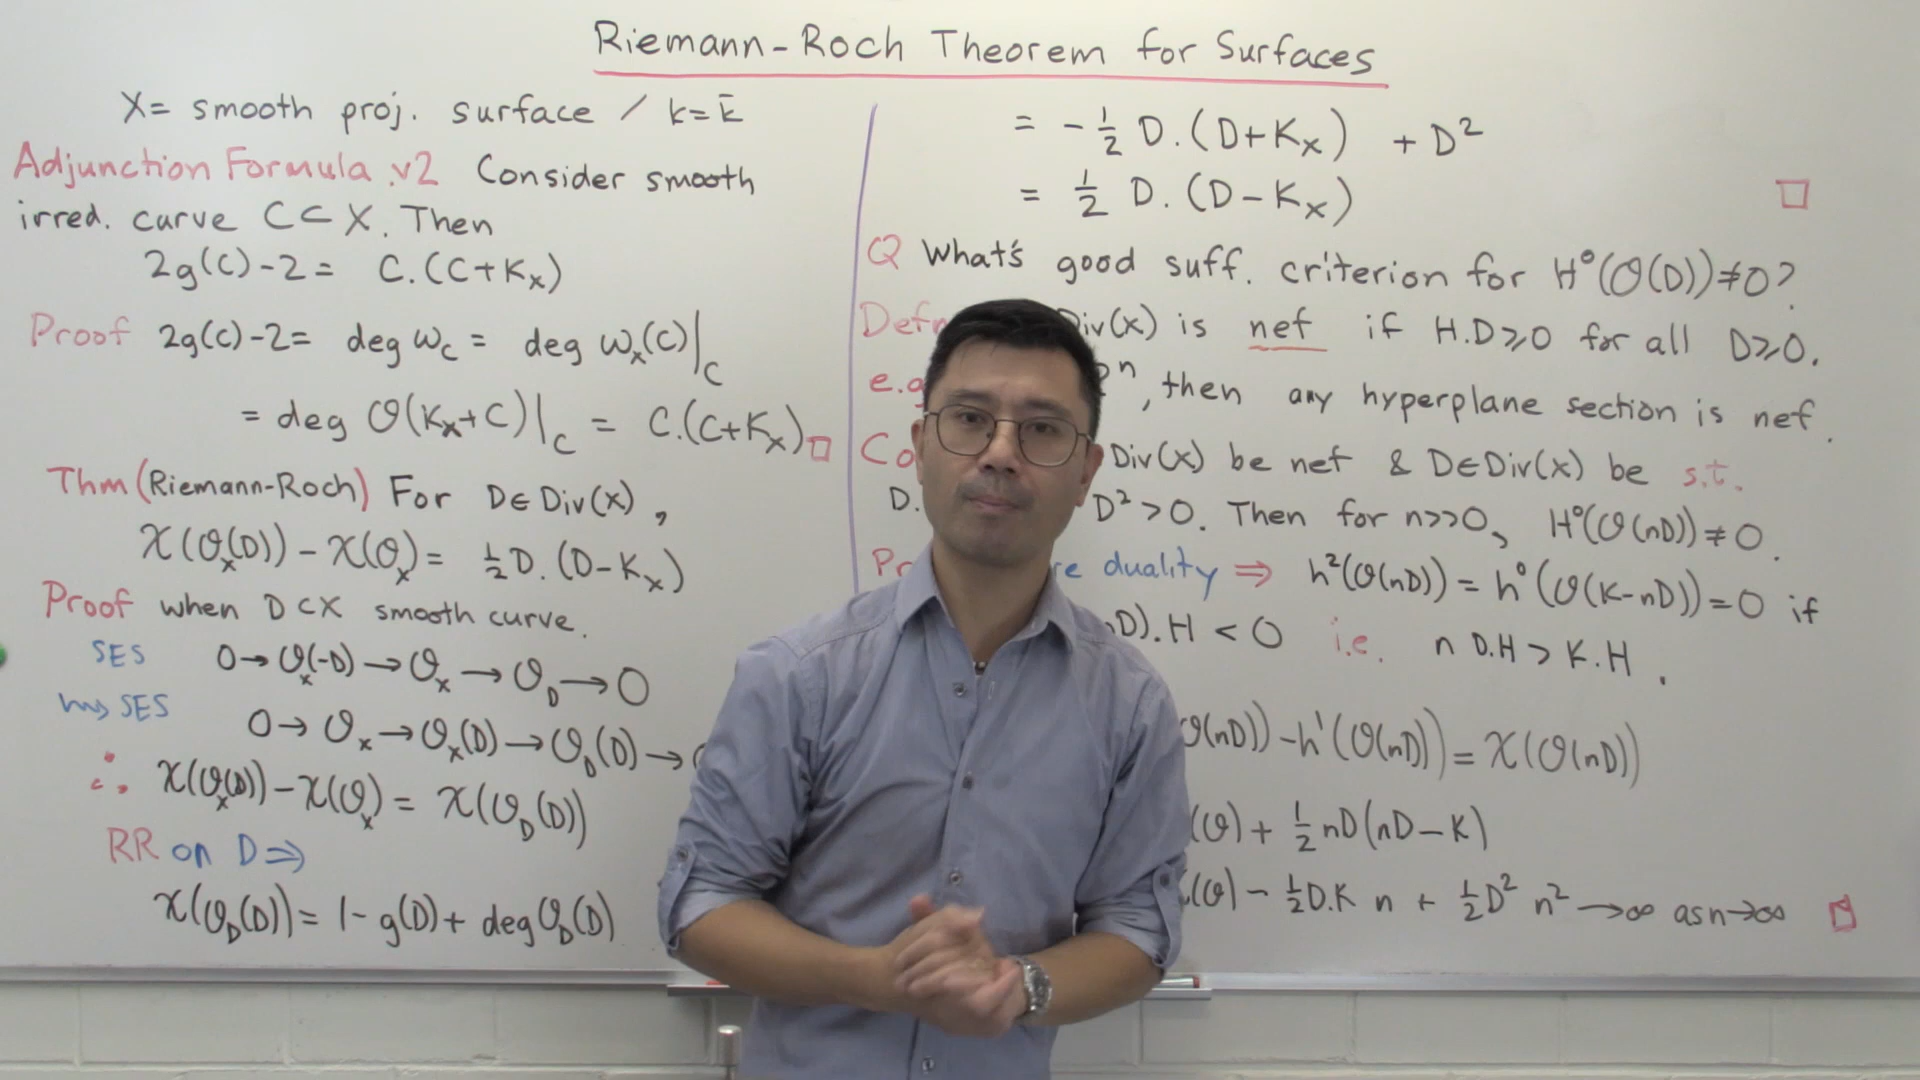 Riemann-Roch Theorem for Surfaces
X = smooth proj. surface / k = k̄
Adjunction Formula v2 Consider smooth
irred. curve C ⊂ X. Then
2g(C)-2 = C.(C+K_X)
Proof 2g(C)-2 = deg ω_C = deg ω_X(C)|_C
= deg O(K_X+C)|_C = C.(C+K_X) □
Thm (Riemann-Roch) For D ∈ Div(X),
χ(O_X(D)) - χ(O_X) = ½ D.(D-K_X)
Proof when D ⊂ X smooth curve.
SES 0 → O_X(-D) → O_X → O_D → 0
⇝ SES
0 → O_X → O_X(D) → O_D(D) →
∴ χ(O_X(D)) - χ(O_X) = χ(O_D(D))
RR on D ⇒
χ(O_D(D)) = 1 - g(D) + deg O_D(D)
= -½ D.(D+K_X) + D²
= ½ D.(D-K_X) □
Q What's good suff. criterion for H⁰(O(D)) ≠ 0?
Defn Div(X) is nef if H.D ⩾ 0 for all D ⩾ 0.
e.g. ⁿ, then any hyperplane section is nef.
Div(X) be nef & D ∈ Div(X) be s.t.
D. D² > 0. Then for n >> 0, H⁰(O(nD)) ≠ 0.
duality ⇒ h²(O(nD)) = h⁰(O(K-nD)) = 0 if
D).H < 0 i.e. n D.H > K.H.
O(nD)) - h¹(O(nD)) = χ(O(nD))
(O) + ½ nD(nD-K)
(O) - ½ D.K n + ½ D² n² → ∞ as n → ∞ □